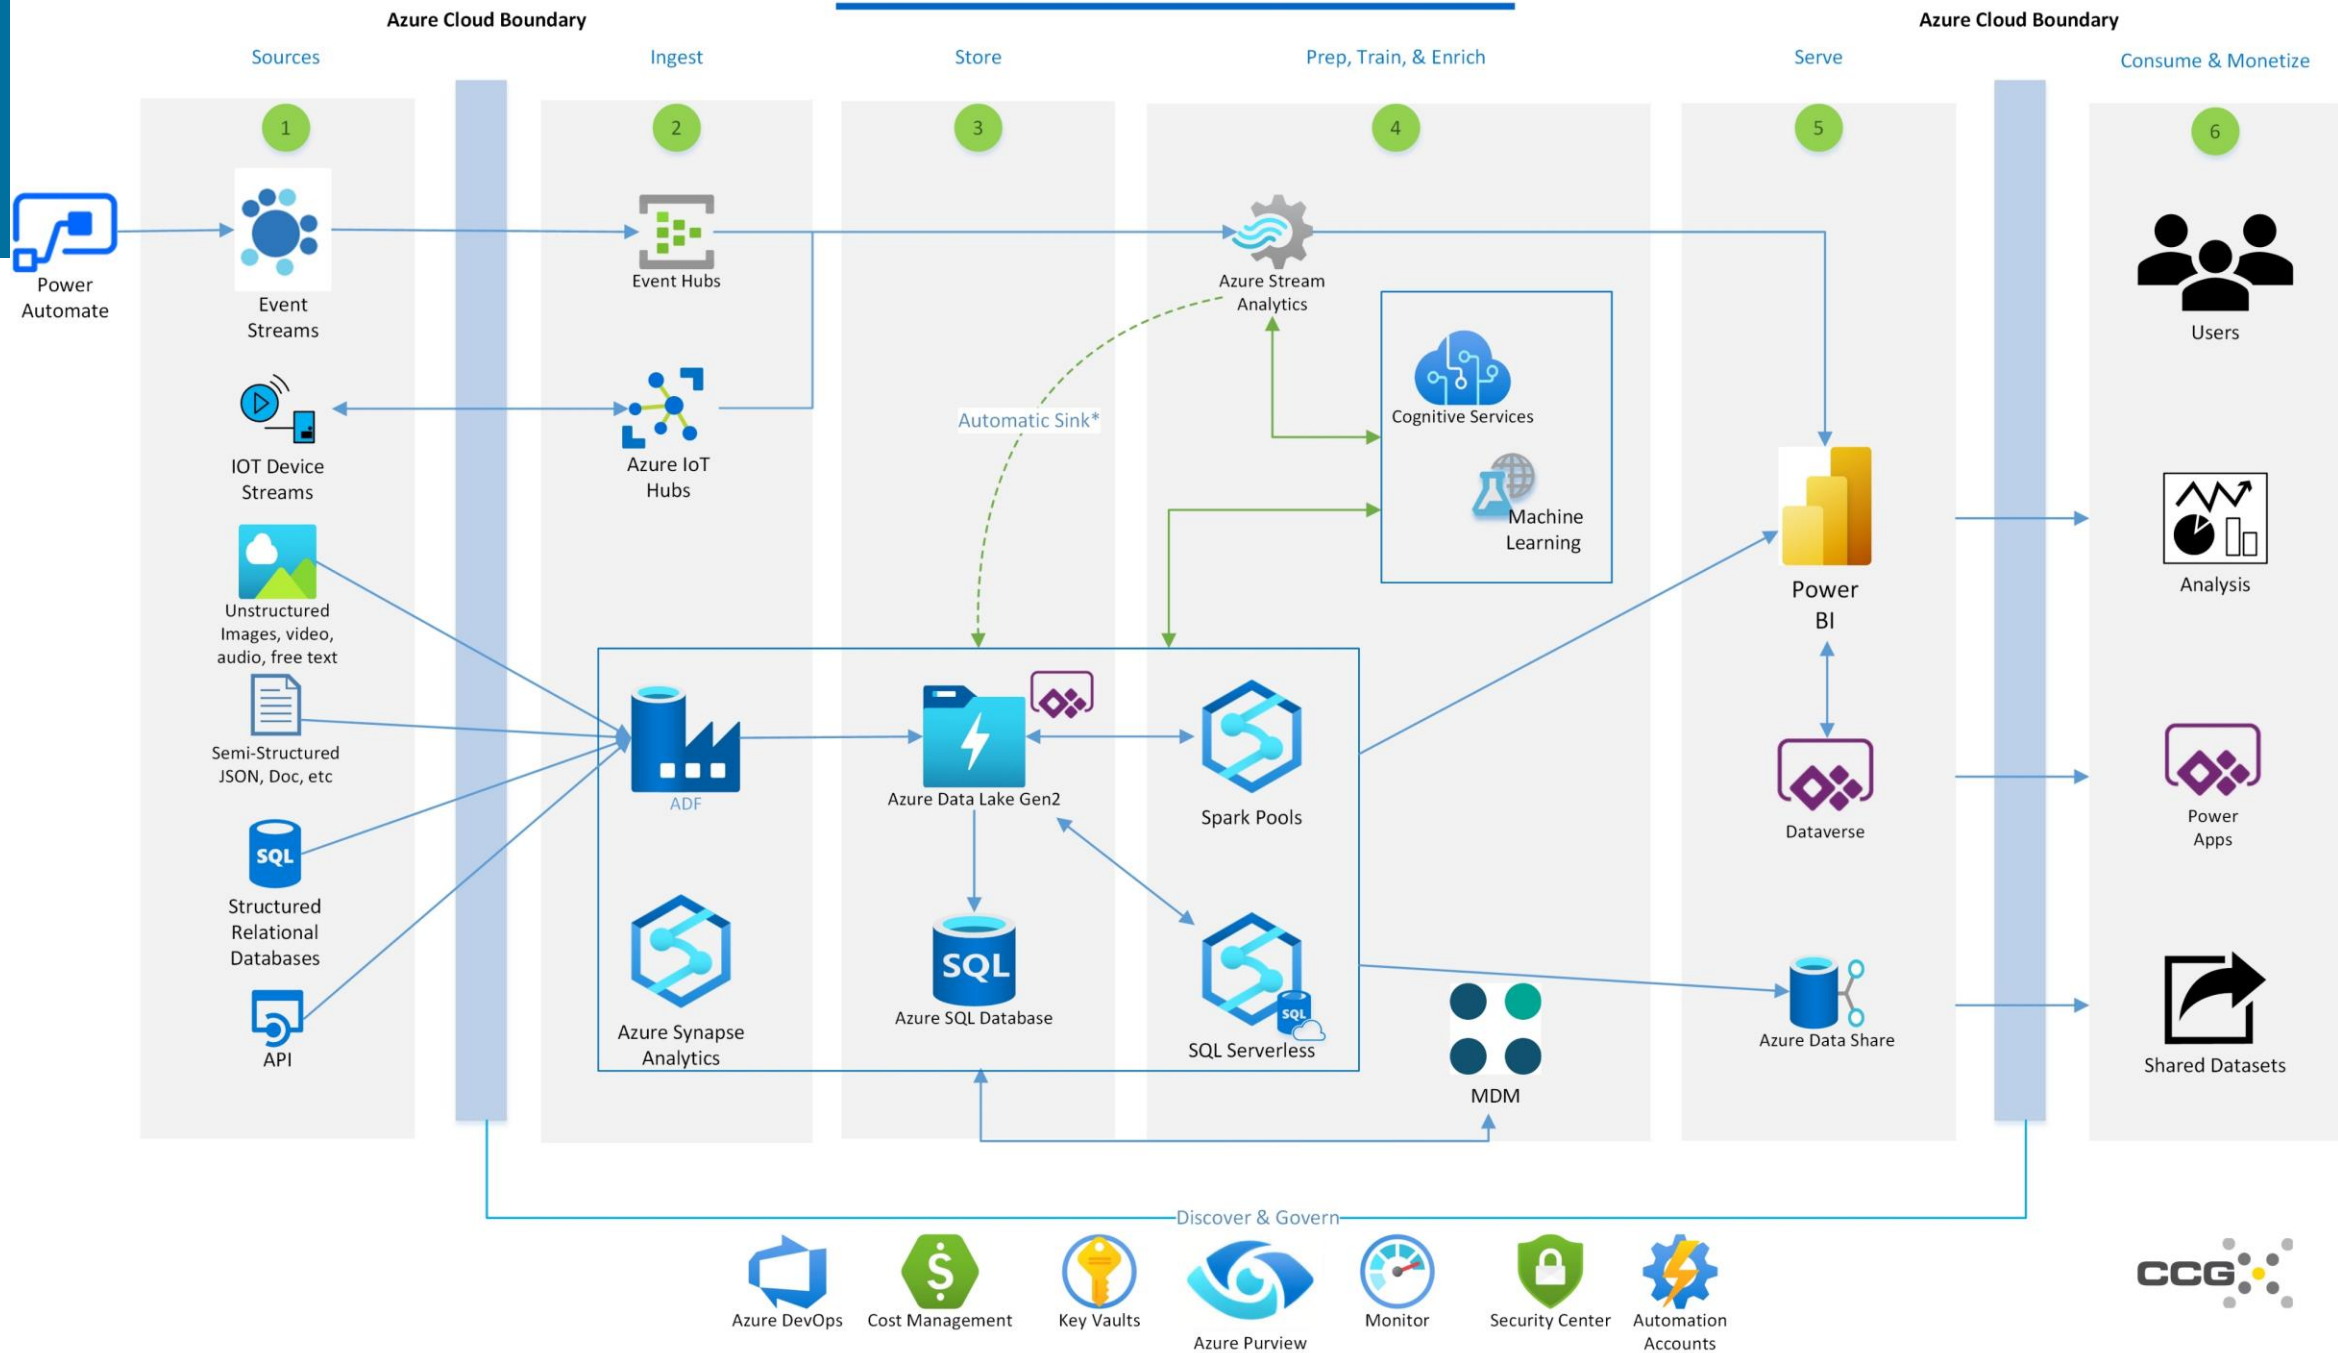 Azure Cloud Boundary
Azure Cloud Boundary
Sources
Ingest
Store
Prep, Train, & Enrich
Serve
Consume & Monetize
1
2
3
4
5
6
Power
Automate
Event
Streams
IOT Device
Streams
Unstructured
Images, video,
audio, free text
Semi-Structured
JSON, Doc, etc
SQL
Structured
Relational
Databases
API
Event Hubs
Azure IoT
Hubs
ADF
Azure Synapse
Analytics
Automatic Sink*
Azure Data Lake Gen2
SQL
Azure SQL Database
Azure Stream
Analytics
Cognitive Services
Machine
Learning
Spark Pools
SQL
SQL Serverless
MDM
Power
BI
Dataverse
Azure Data Share
Users
Analysis
Power
Apps
Shared Datasets
Discover & Govern
$
Azure DevOps
Cost Management
Key Vaults
Azure Purview
Monitor
Security Center
Automation
Accounts
CCG